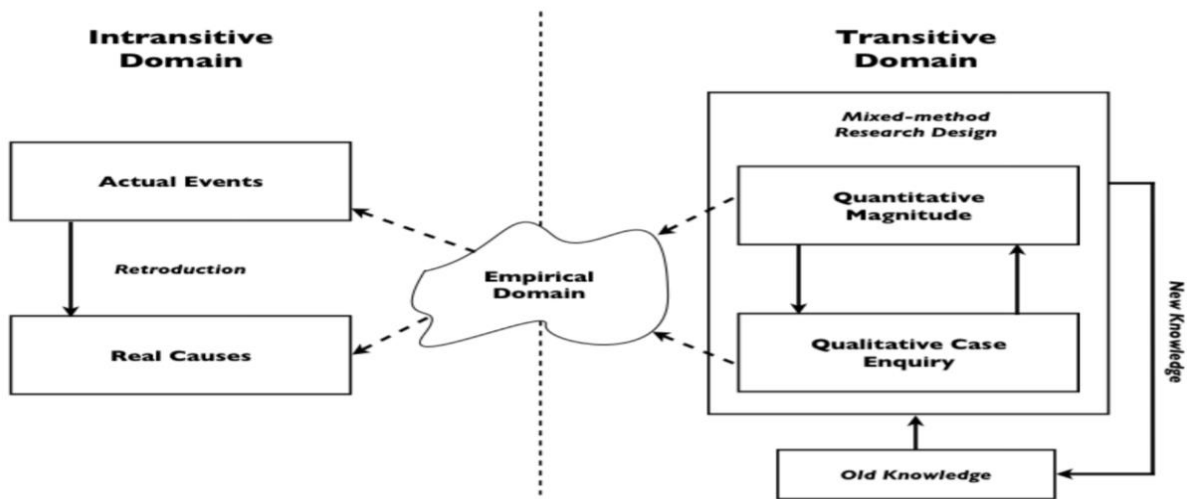 Intransitive
Domain
Transitive
Domain
Mixed-method
Research Design
Actual Events
Quantitative
Magnitude
Retroduction
Empirical
Domain
New Knowledge
Real Causes
Qualitative Case
Enquiry
Old Knowledge